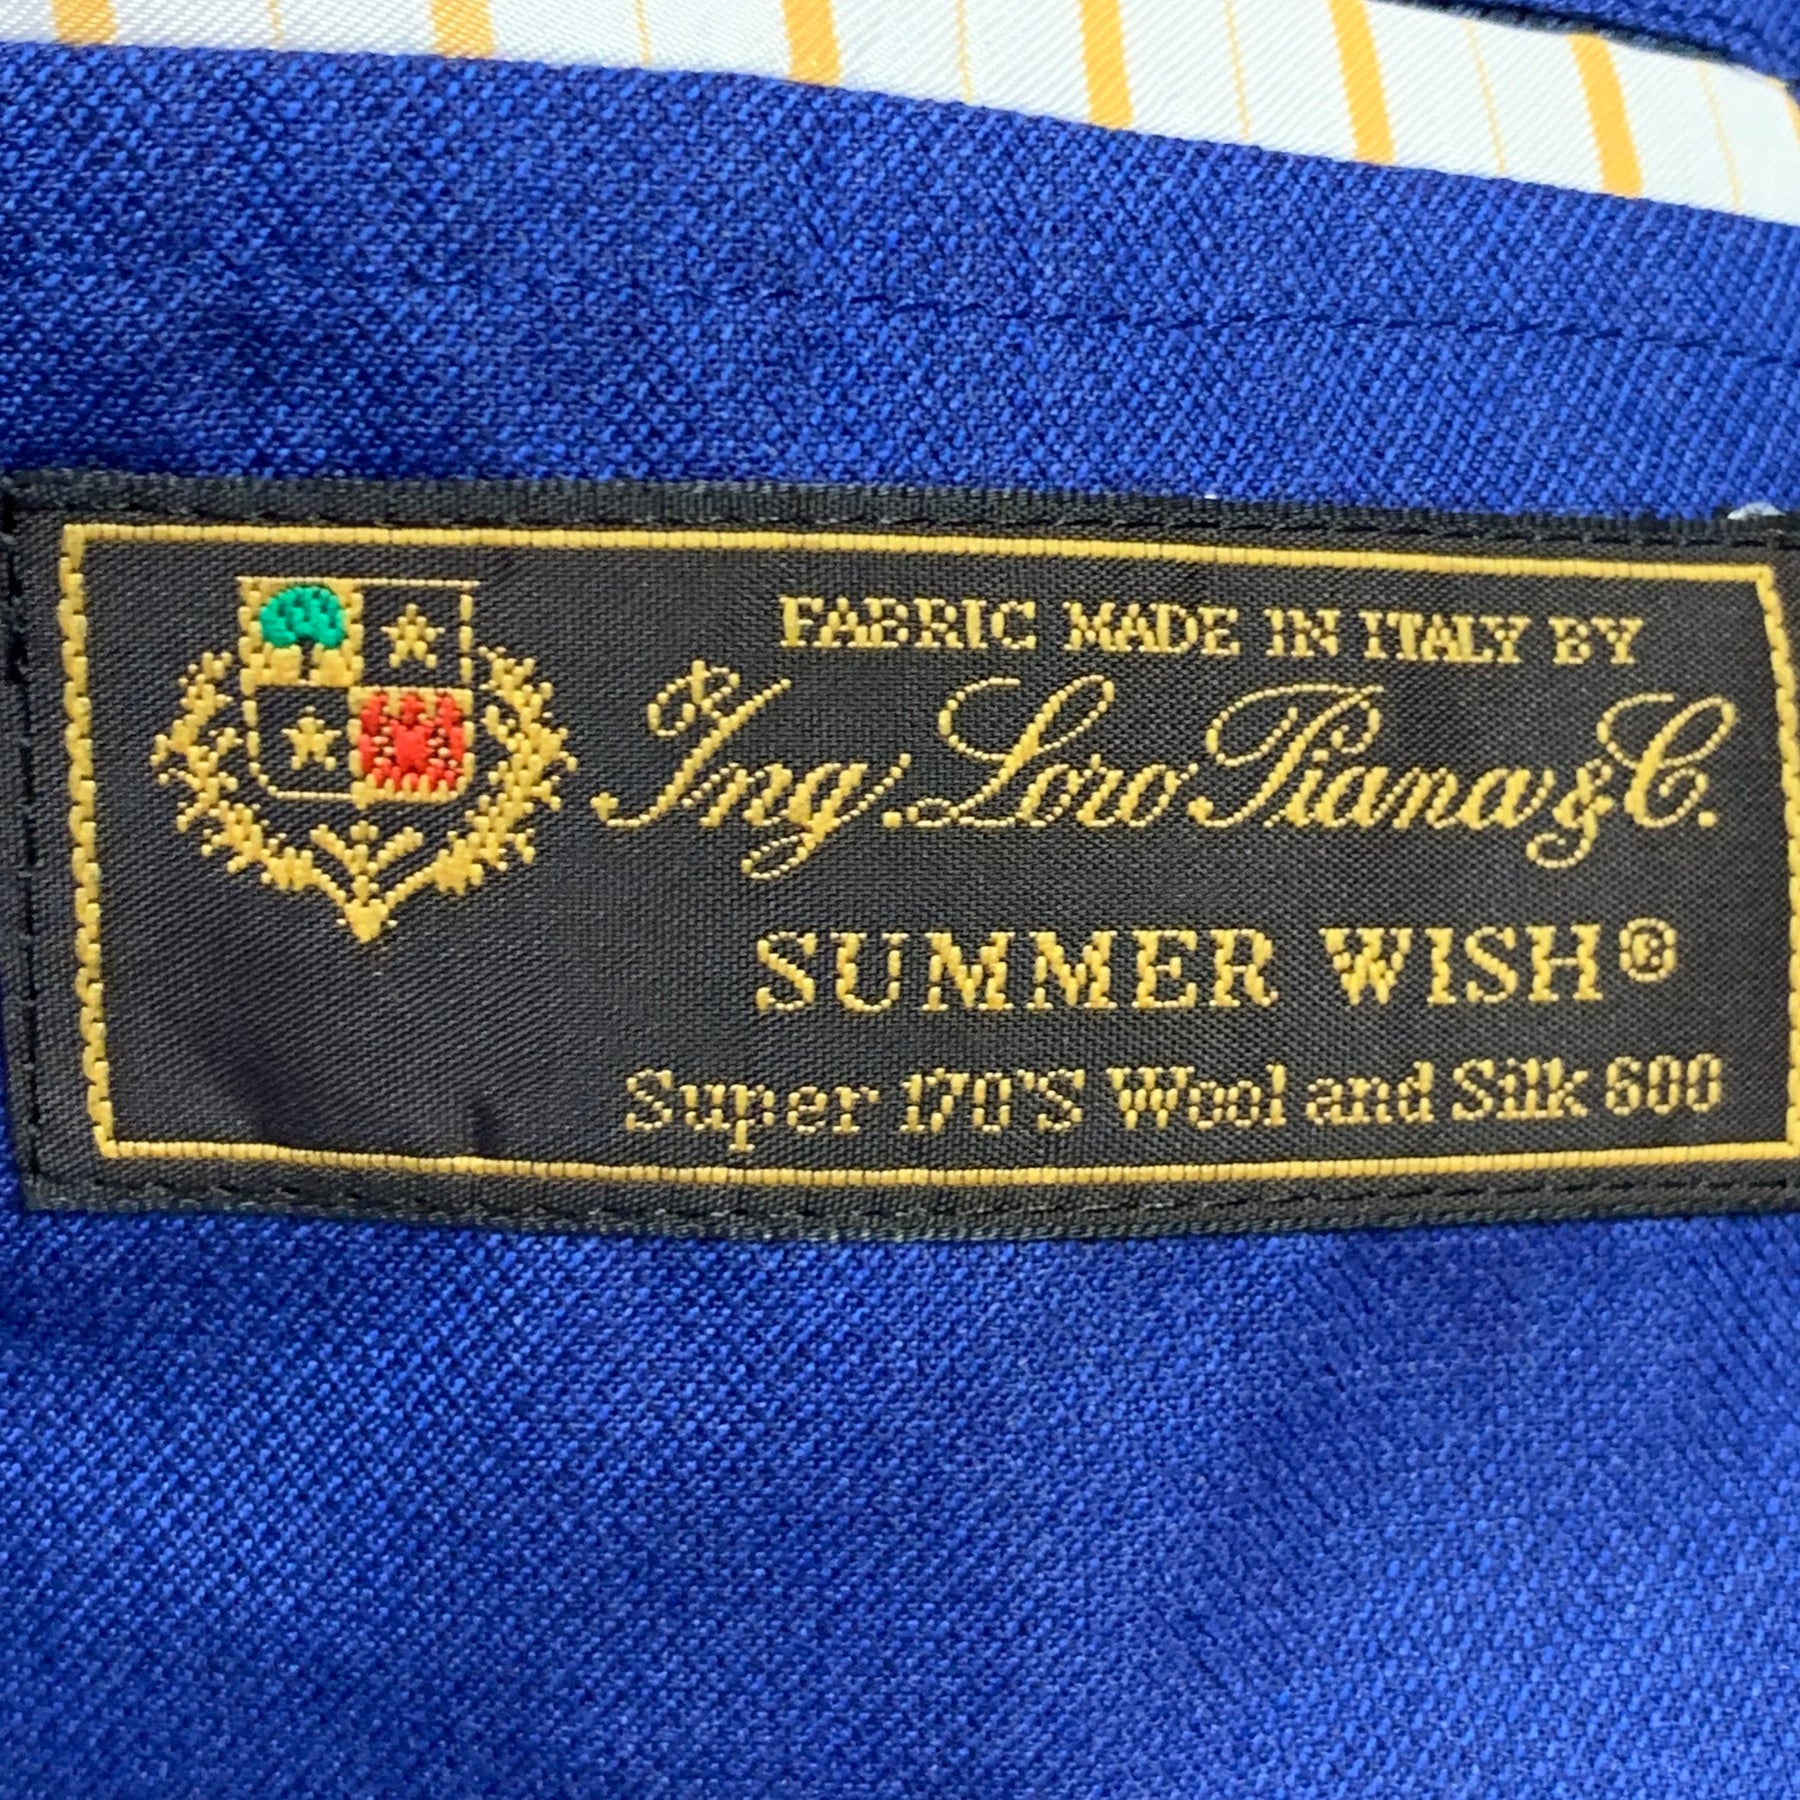 FABRIC MADE IN ITALY BY
Ing. Loro Piana & C.
SUMMER WISH®
Super 170'S Wool and Silk 600